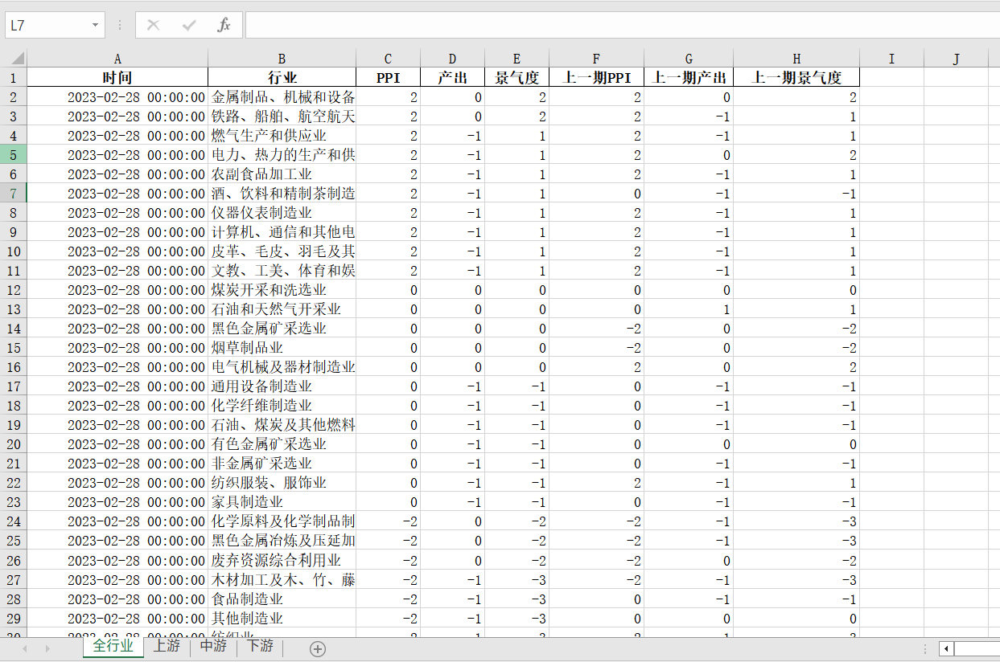 L7 fx
A B C D E F G H I J
1 时间 行业 PPI 产出 景气度 上一期PPI 上一期产出 上一期景气度
2 2023-02-28 00:00:00 金属制品、机械和设备 2 0 2 2 0 2
3 2023-02-28 00:00:00 铁路、船舶、航空航天 2 0 2 2 -1 1
4 2023-02-28 00:00:00 燃气生产和供应业 2 -1 1 2 -1 1
5 2023-02-28 00:00:00 电力、热力的生产和供 2 -1 1 2 0 2
6 2023-02-28 00:00:00 农副食品加工业 2 -1 1 2 -1 1
7 2023-02-28 00:00:00 酒、饮料和精制茶制造 2 -1 1 0 -1 -1
8 2023-02-28 00:00:00 仪器仪表制造业 2 -1 1 2 -1 1
9 2023-02-28 00:00:00 计算机、通信和其他电 2 -1 1 2 -1 1
10 2023-02-28 00:00:00 皮革、毛皮、羽毛及其 2 -1 1 2 -1 1
11 2023-02-28 00:00:00 文教、工美、体育和娱 2 -1 1 2 -1 1
12 2023-02-28 00:00:00 煤炭开采和洗选业 0 0 0 0 0 0
13 2023-02-28 00:00:00 石油和天然气开采业 0 0 0 0 1 1
14 2023-02-28 00:00:00 黑色金属矿采选业 0 0 0 -2 0 -2
15 2023-02-28 00:00:00 烟草制品业 0 0 0 -2 0 -2
16 2023-02-28 00:00:00 电气机械及器材制造业 0 0 0 2 0 2
17 2023-02-28 00:00:00 通用设备制造业 0 -1 -1 0 -1 -1
18 2023-02-28 00:00:00 化学纤维制造业 0 -1 -1 0 -1 -1
19 2023-02-28 00:00:00 石油、煤炭及其他燃料 0 -1 -1 0 -1 -1
20 2023-02-28 00:00:00 有色金属矿采选业 0 -1 -1 0 0 0
21 2023-02-28 00:00:00 非金属矿采选业 0 -1 -1 0 -1 -1
22 2023-02-28 00:00:00 纺织服装、服饰业 0 -1 -1 2 -1 1
23 2023-02-28 00:00:00 家具制造业 0 -1 -1 0 -1 -1
24 2023-02-28 00:00:00 化学原料及化学制品制 -2 0 -2 -2 -1 -3
25 2023-02-28 00:00:00 黑色金属冶炼及压延加 -2 0 -2 -2 -1 -3
26 2023-02-28 00:00:00 废弃资源综合利用业 -2 0 -2 -2 0 -2
27 2023-02-28 00:00:00 木材加工及木、竹、藤 -2 -1 -3 -2 -1 -3
28 2023-02-28 00:00:00 食品制造业 -2 -1 -3 0 -1 -1
29 2023-02-28 00:00:00 其他制造业 -2 -1 -3 0 0 0
全行业 上游 中游 下游